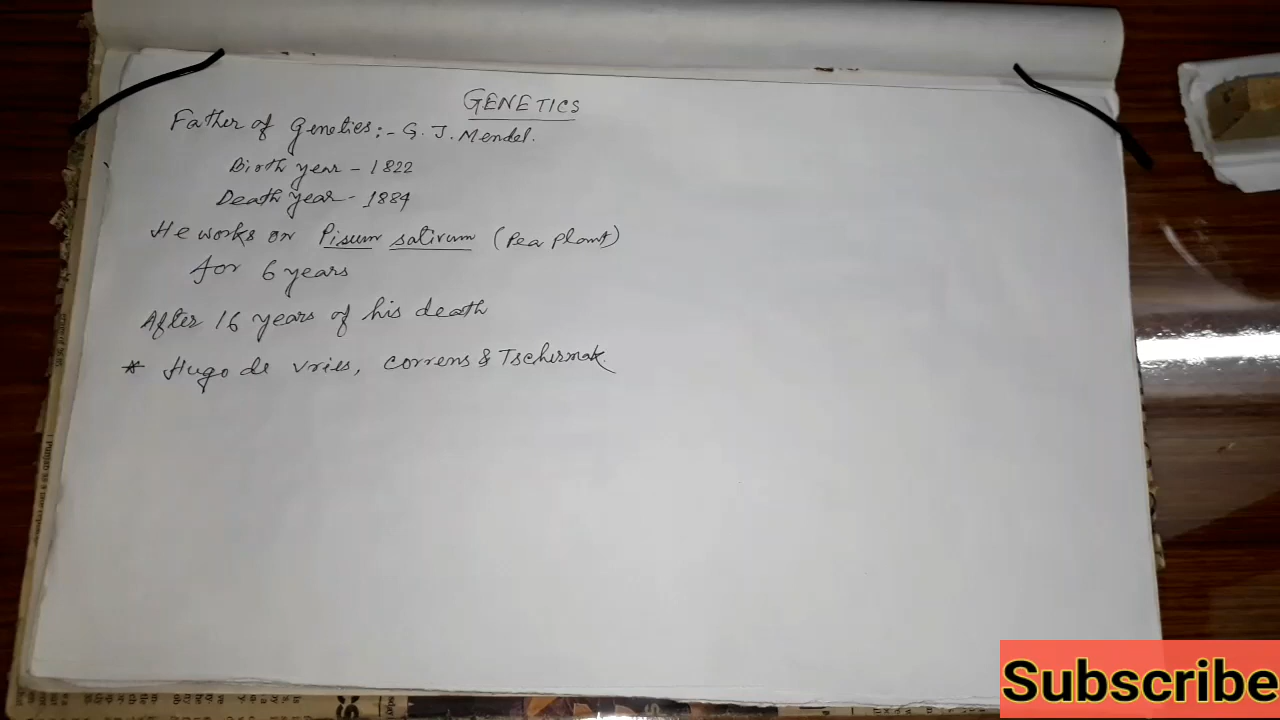 GENETICS
Father of Genetics:- G. J. Mendel.
Birth year - 1822
Death year - 1884
He works on Pisum sativum (Pea plant)
for 6 years
After 16 years of his death
* Hugo de vries, Correns & Tschermak.
Subscribe